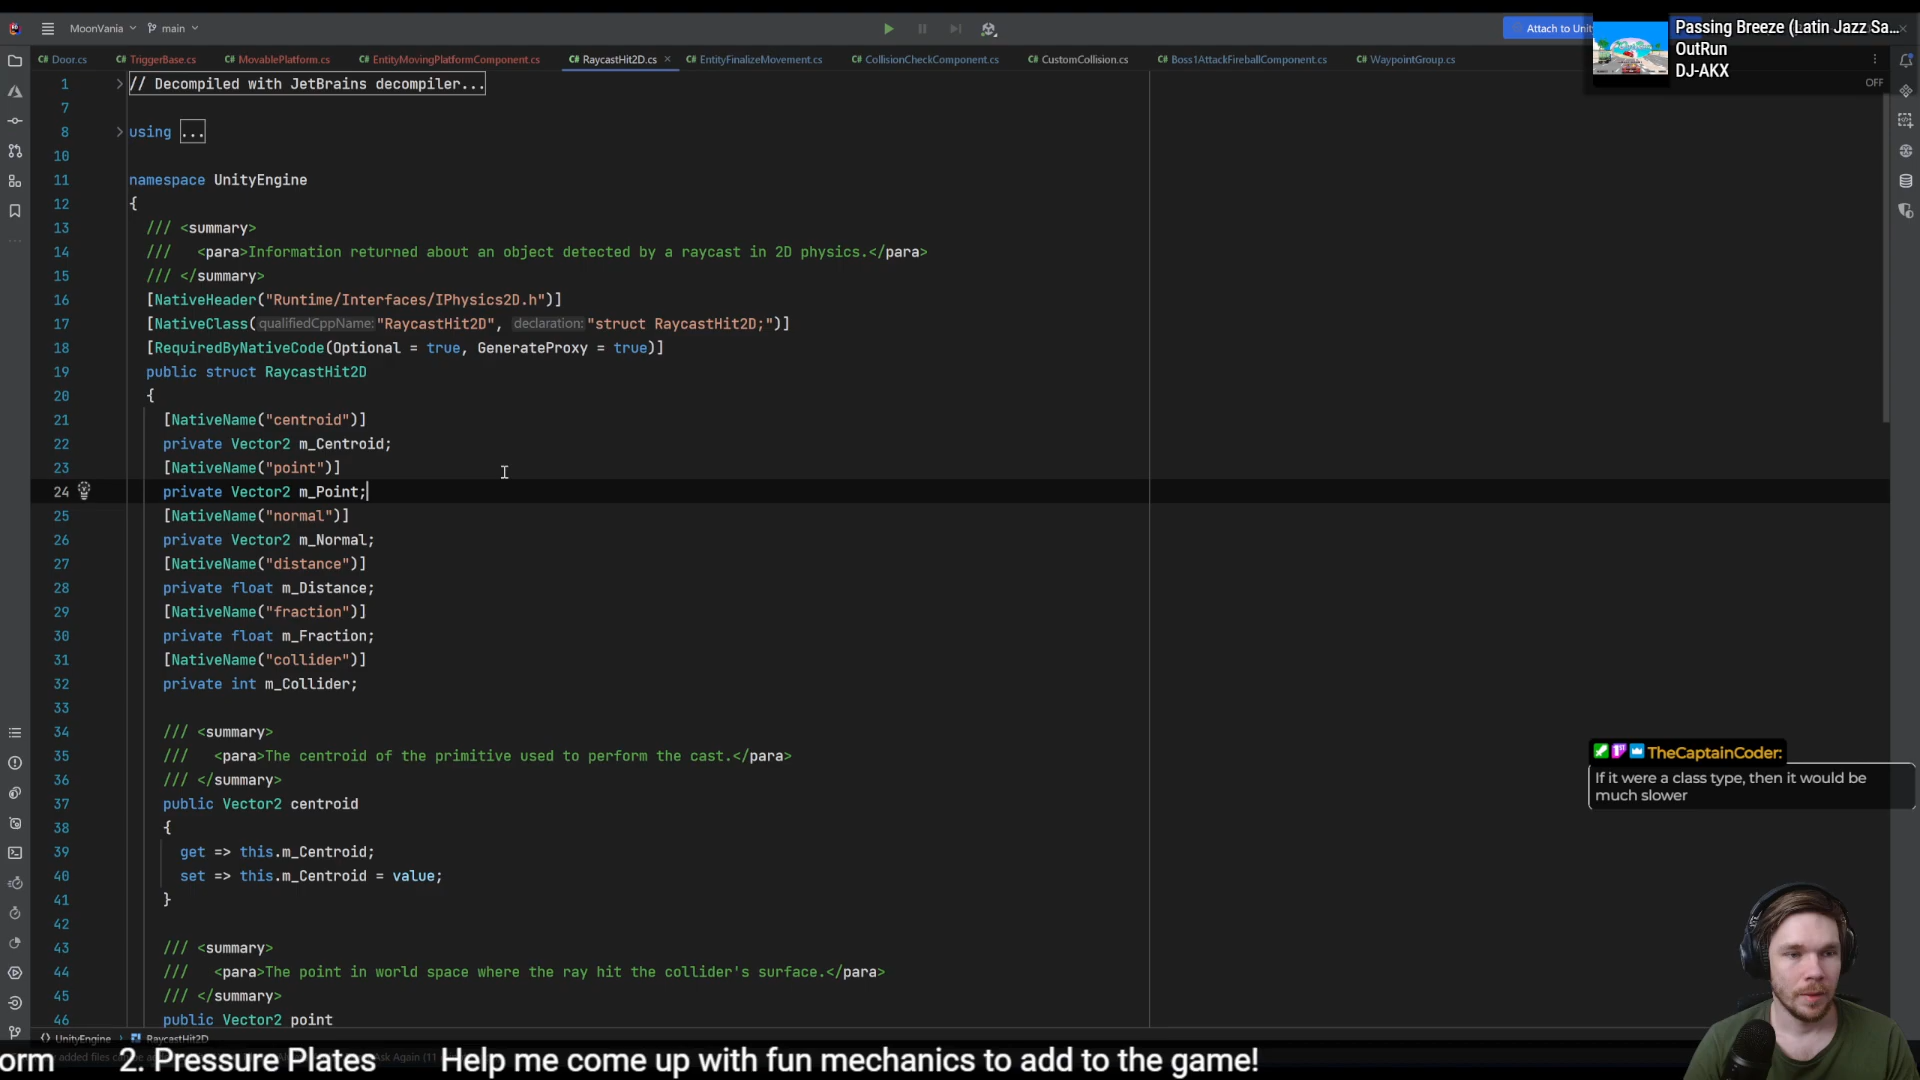 MoonVania
main
Attach to Unit
Passing Breeze (Latin Jazz Sa...
OutRun
DJ-AKX
OFF
C# Door.cs
C# TriggerBase.cs
C# MovablePlatform.cs
C# EntityMovingPlatformComponent.cs
C# RaycastHit2D.cs
C# EntityFinalizeMovement.cs
C# CollisionCheckComponent.cs
C# CustomCollision.cs
C# Boss1AttackFireballComponent.cs
C# WaypointGroup.cs
1 // Decompiled with JetBrains decompiler...
7
8 using ...
10
11 namespace UnityEngine
12 {
13 /// <summary>
14 /// <para>Information returned about an object detected by a raycast in 2D physics.</para>
15 /// </summary>
16 [NativeHeader("Runtime/Interfaces/IPhysics2D.h")]
17 [NativeClass(qualifiedCppName: "RaycastHit2D", declaration: "struct RaycastHit2D;")]
18 [RequiredByNativeCode(Optional = true, GenerateProxy = true)]
19 public struct RaycastHit2D
20 {
21 [NativeName("centroid")]
22 private Vector2 m_Centroid;
23 [NativeName("point")]
24 private Vector2 m_Point;
25 [NativeName("normal")]
26 private Vector2 m_Normal;
27 [NativeName("distance")]
28 private float m_Distance;
29 [NativeName("fraction")]
30 private float m_Fraction;
31 [NativeName("collider")]
32 private int m_Collider;
33
34 /// <summary>
35 /// <para>The centroid of the primitive used to perform the cast.</para>
36 /// </summary>
37 public Vector2 centroid
38 {
39 get => this.m_Centroid;
40 set => this.m_Centroid = value;
41 }
42
43 /// <summary>
44 /// <para>The point in world space where the ray hit the collider's surface.</para>
45 /// </summary>
46 public Vector2 point
TheCaptainCoder:
If it were a class type, then it would be
much slower
UnityEngine > RaycastHit2D
orm 2. Pressure Plates Help me come up with fun mechanics to add to the game!